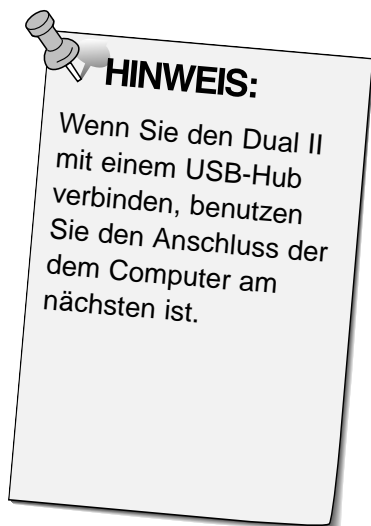 HINWEIS:
Wenn Sie den Dual II
mit einem USB-Hub
verbinden, benutzen
Sie den Anschluss der
dem Computer am
nächsten ist.